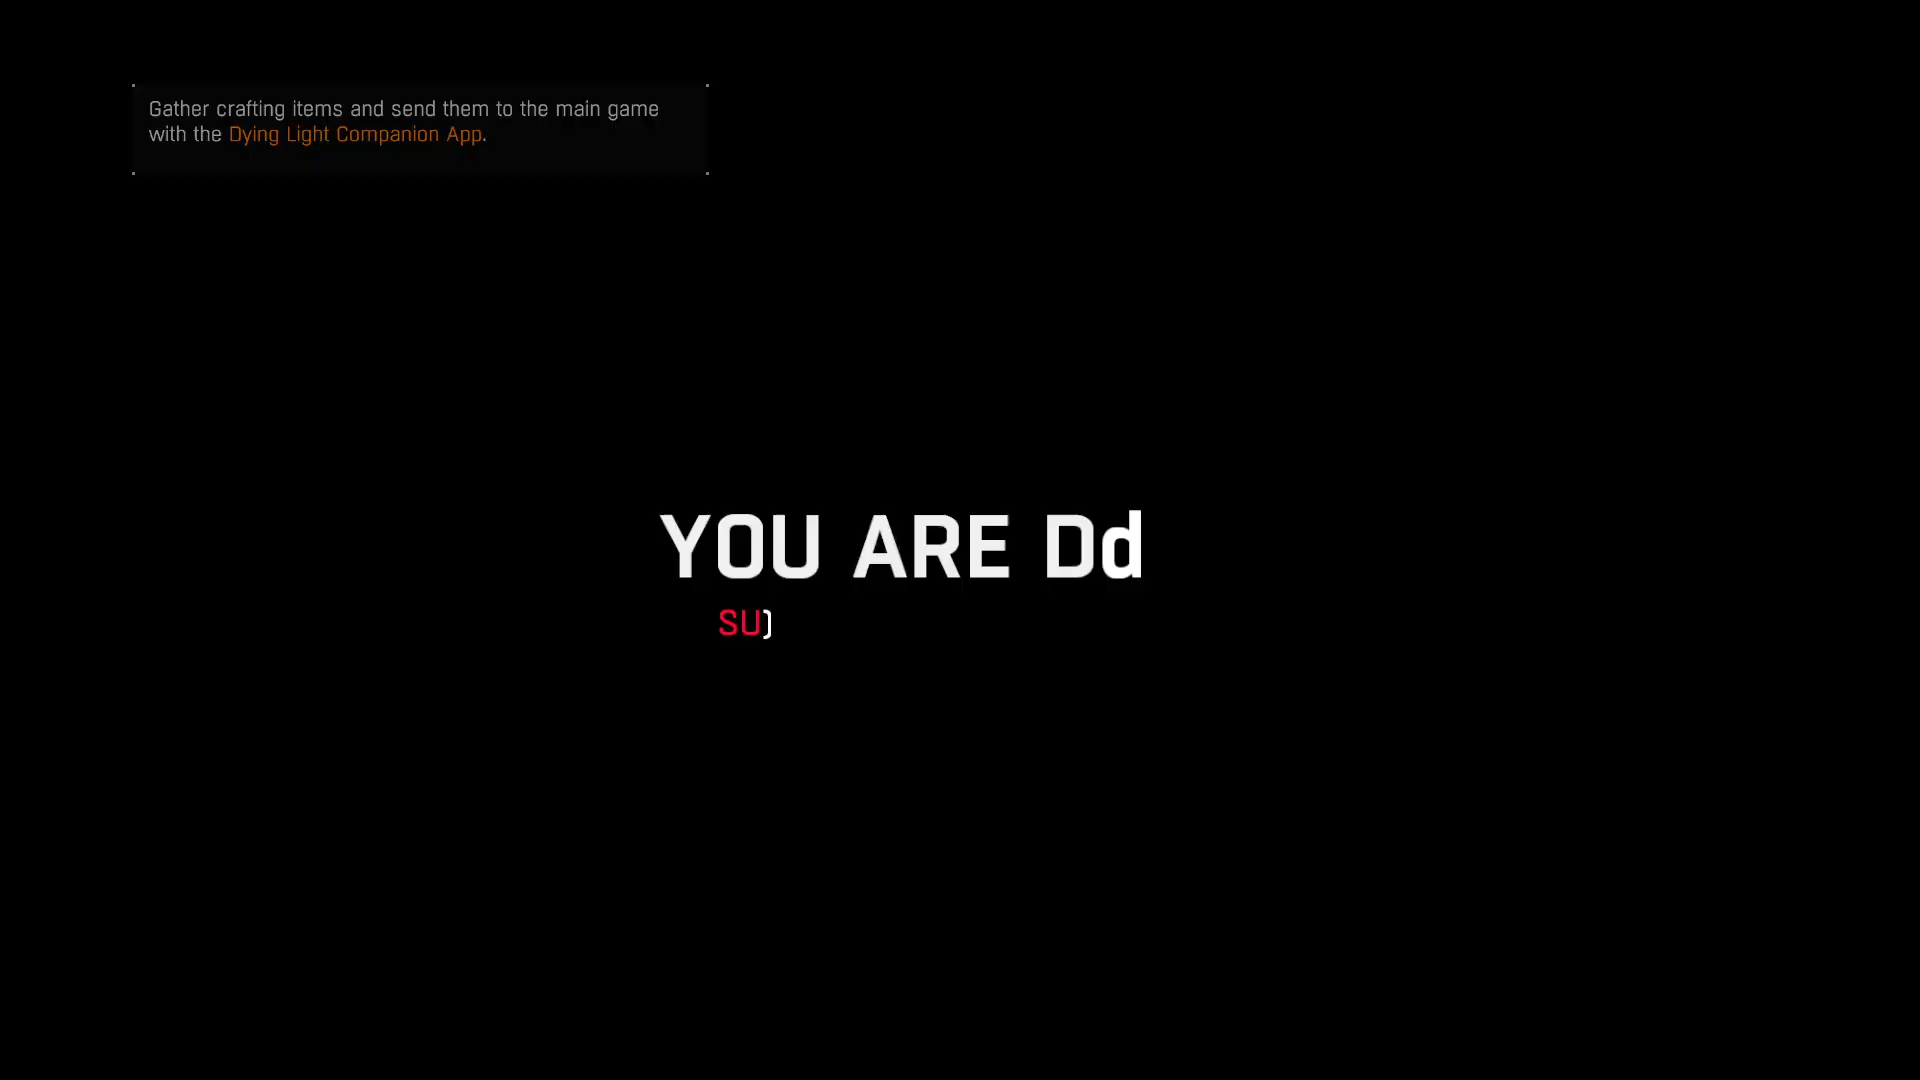 Gather crafting items and send them to the main game
with the Dying Light Companion App.
YOU ARE Dd
SU)